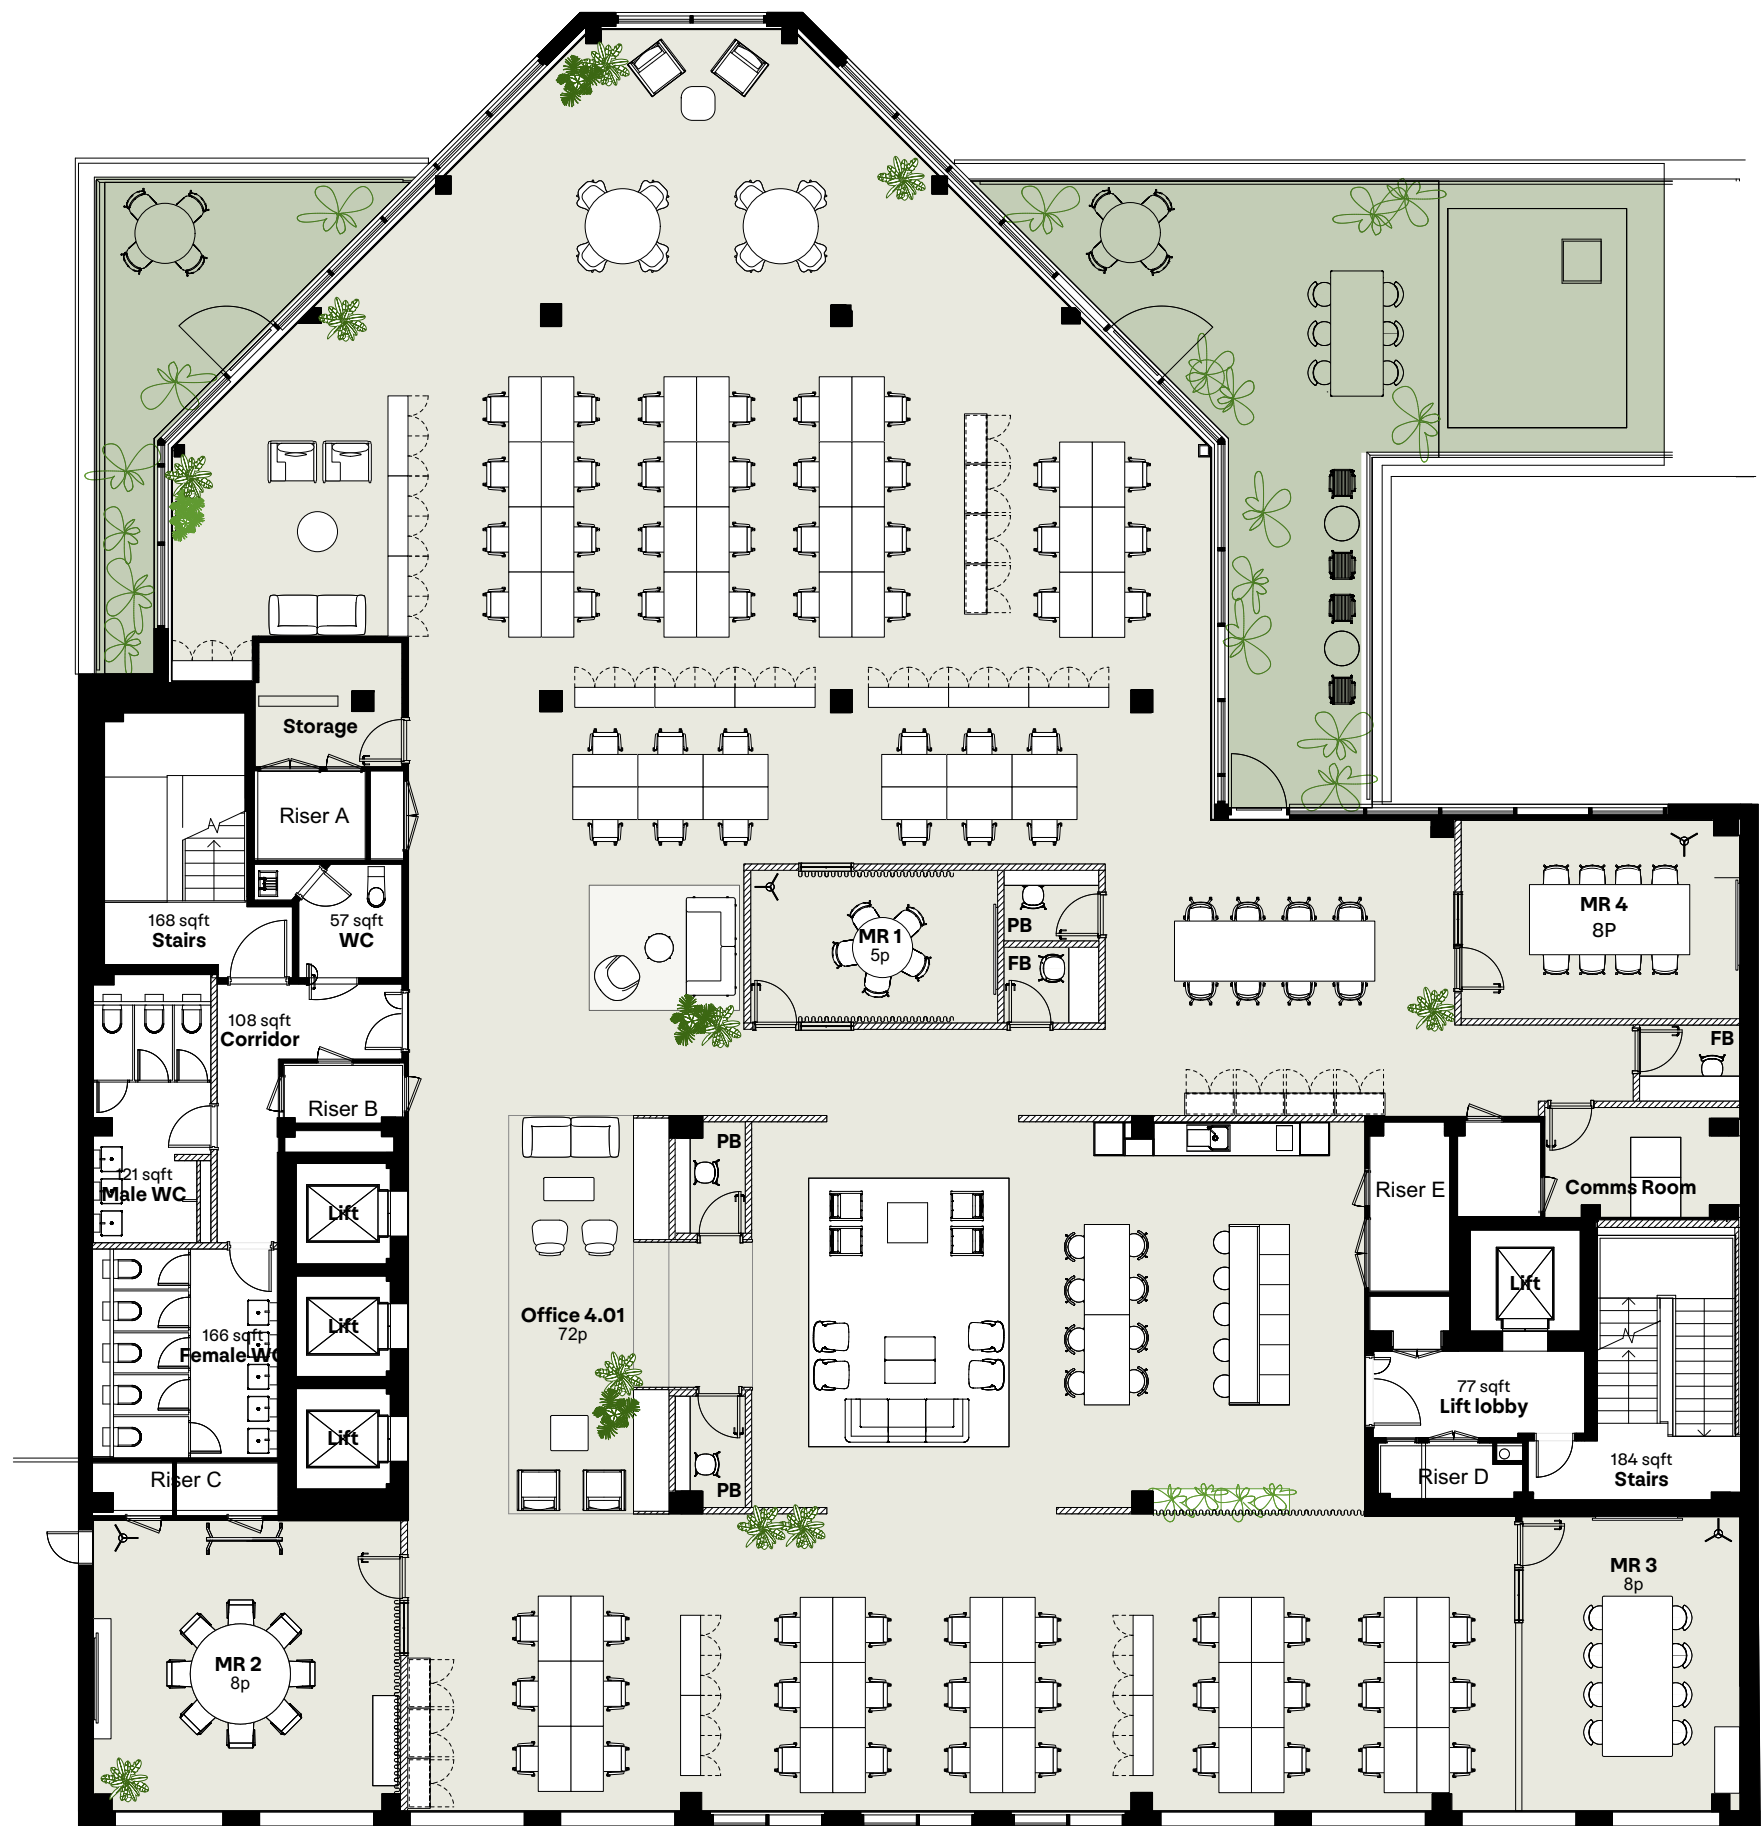 Storage
Riser A
168 sqft
Stairs
57 sqft
WC
MR 1
5p
PB
FB
MR 4
8P
108 sqft
Corridor
FB
Riser B
PB
121 sqft
Male WC
Lift
Riser E
Comms Room
Lift
Office 4.01
72p
Lift
166 sqft
Female WC
77 sqft
Lift lobby
Lift
Riser C
PB
Riser D
184 sqft
Stairs
MR 3
8p
MR 2
8p